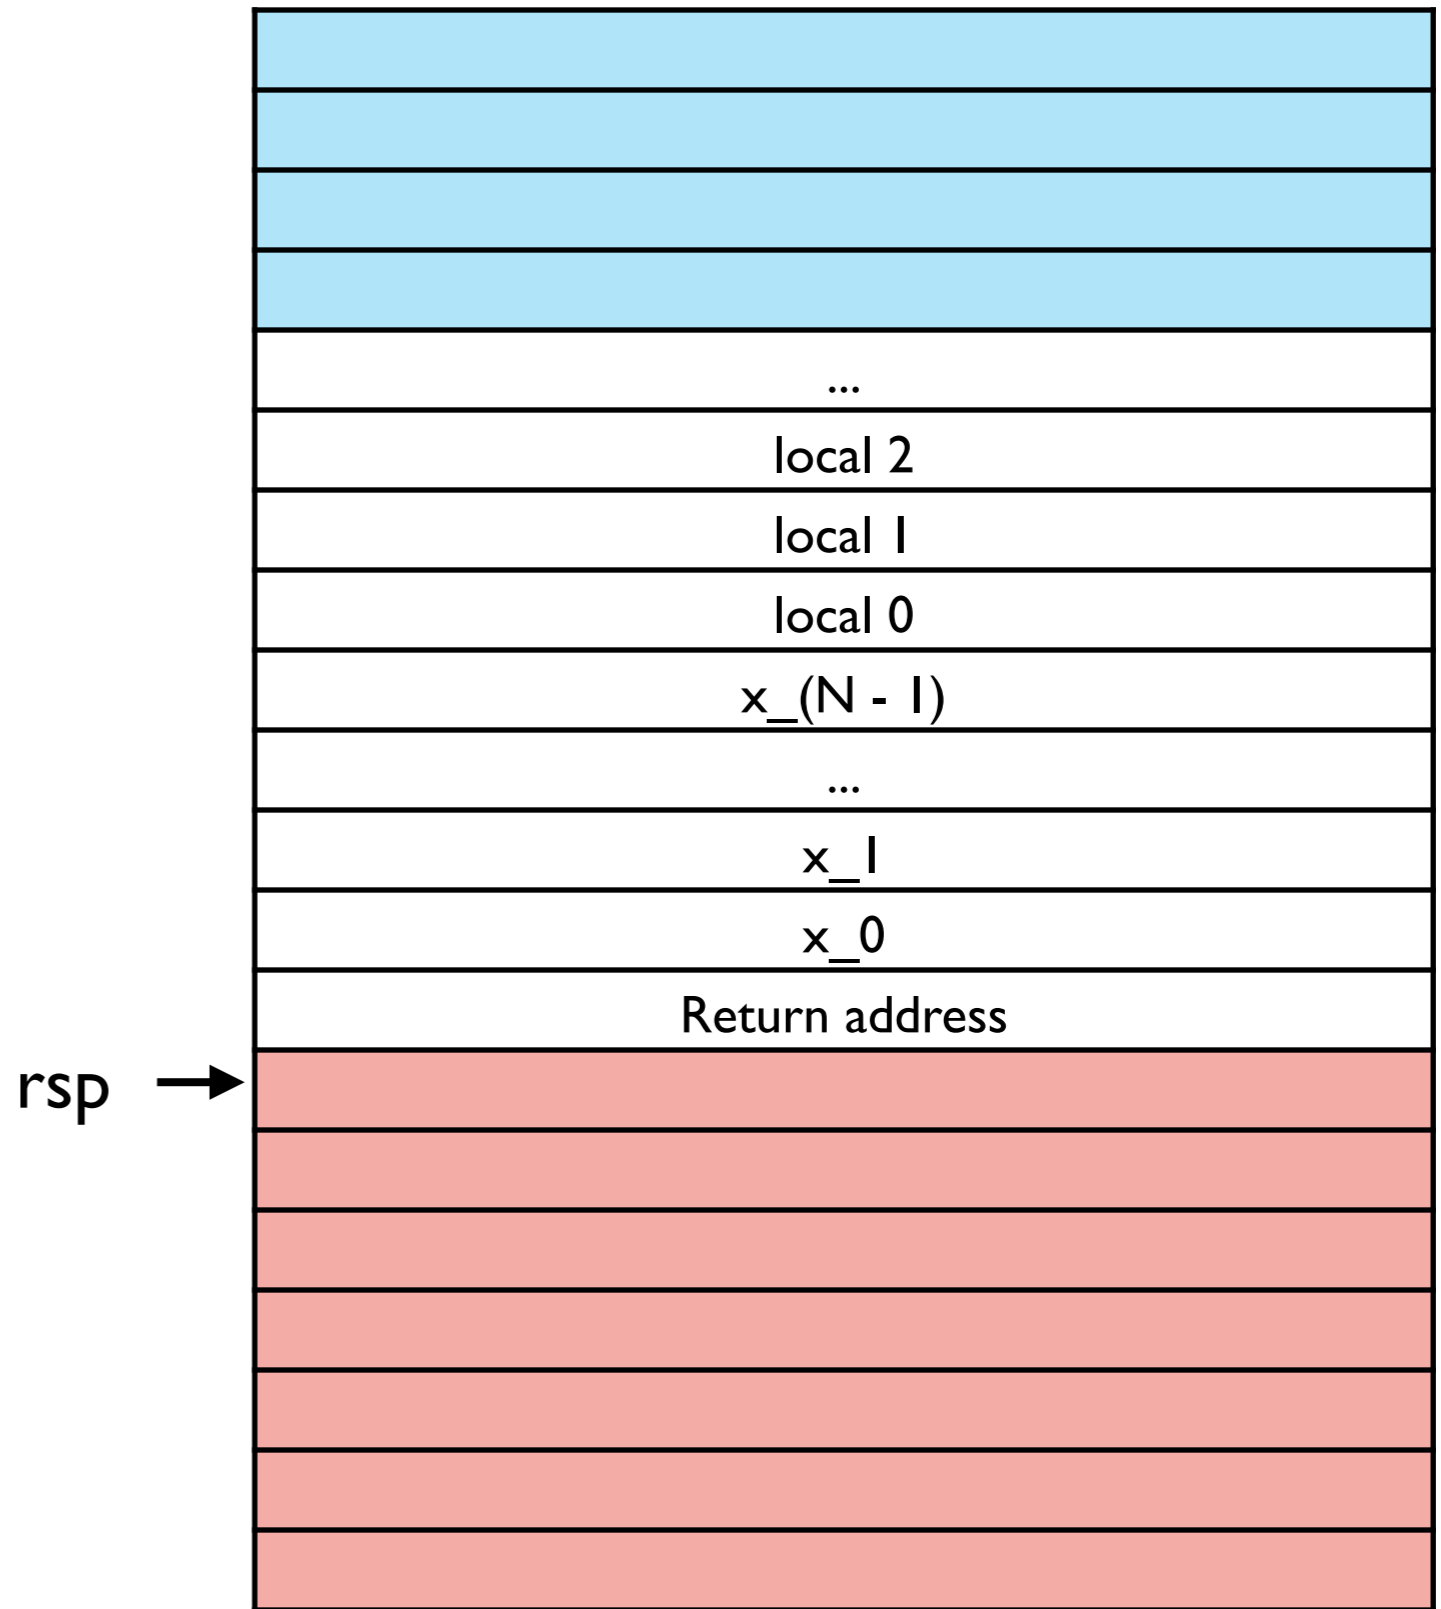 ...
local 2
local 1
local 0
x_(N - 1)
...
x_1
x_0
Return address
rsp